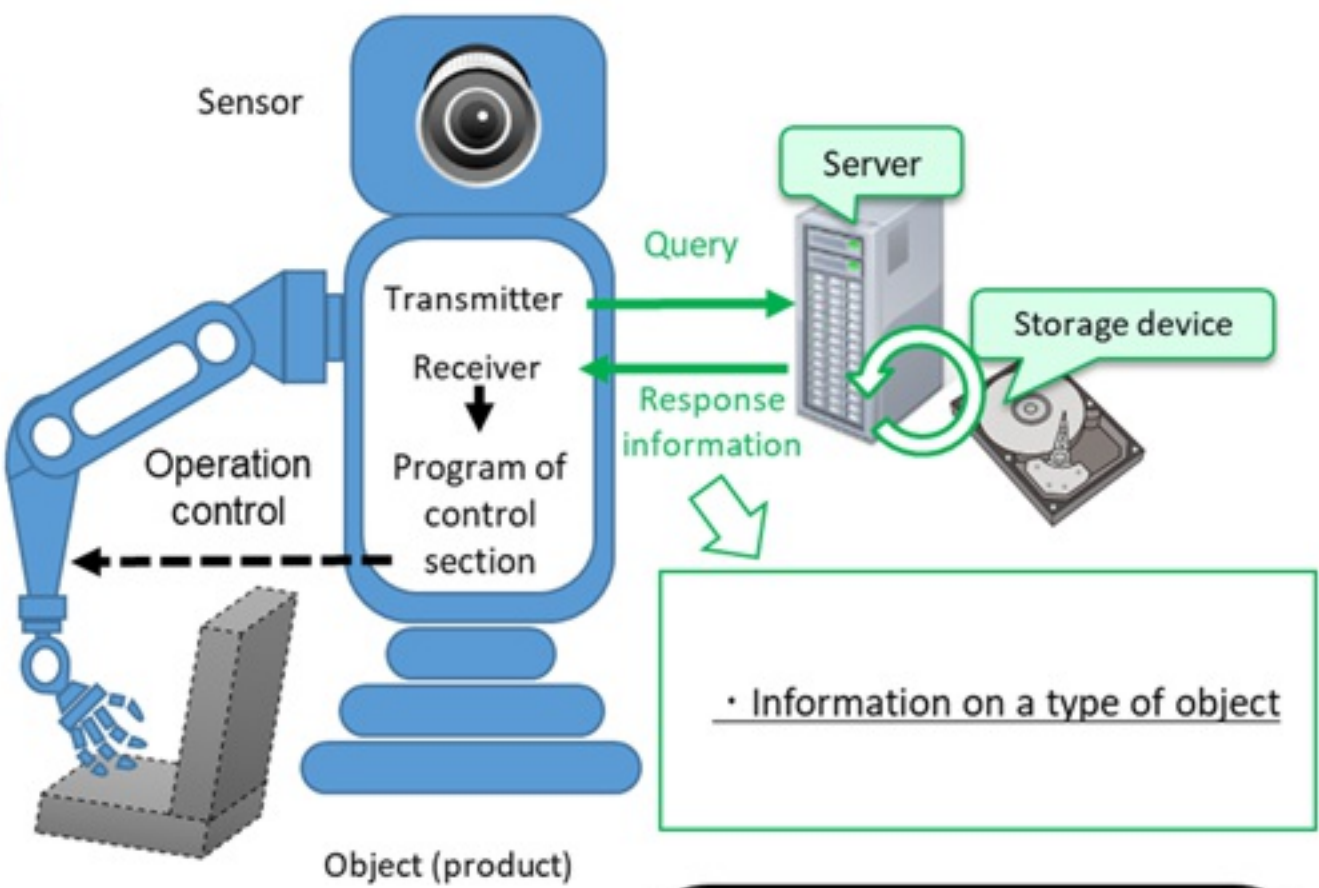 Sensor
Server
Query
Transmitter
Storage device
Receiver
Response
information
Operation
control
Program of
control
section
・Information on a type of object
Object (product)